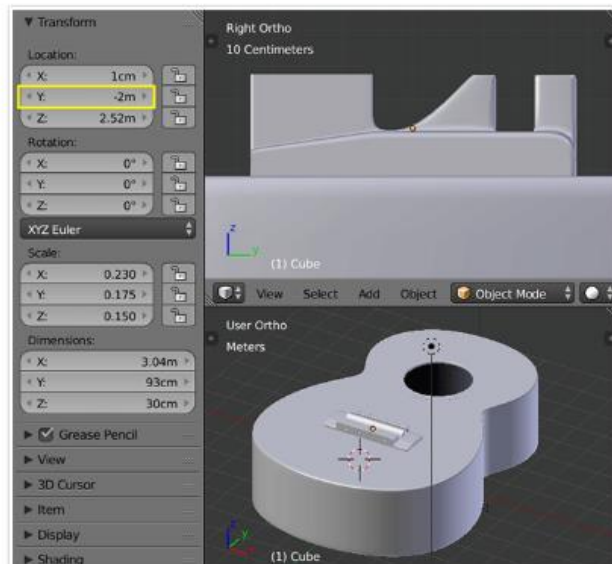 Transform
Location:
X: 1cm
Y: -2m
Z: 2.52m
Rotation:
X: 0°
Y: 0°
Z: 0°
XYZ Euler
Scale:
X: 0.230
Y: 0.175
Z: 0.150
Dimensions:
X: 3.04m
Y: 93cm
Z: 30cm
Grease Pencil
View
3D Cursor
Item
Display
Shading
Right Ortho
10 Centimeters
z
y
(1) Cube
View Select Add Object Object Mode
User Ortho
Meters
z
y
(1) Cube